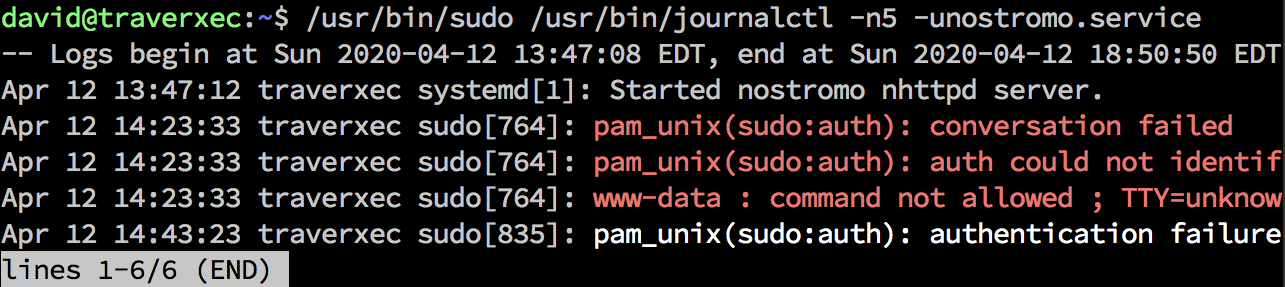 david@traverxec:~$ /usr/bin/sudo /usr/bin/journalctl -n5 -unostromo.service
-- Logs begin at Sun 2020-04-12 13:47:08 EDT, end at Sun 2020-04-12 18:50:50 EDT
Apr 12 13:47:12 traverxec systemd[1]: Started nostromo nhttpd server.
Apr 12 14:23:33 traverxec sudo[764]: pam_unix(sudo:auth): conversation failed
Apr 12 14:23:33 traverxec sudo[764]: pam_unix(sudo:auth): auth could not identif
Apr 12 14:23:33 traverxec sudo[764]: www-data : command not allowed ; TTY=unknow
Apr 12 14:43:23 traverxec sudo[835]: pam_unix(sudo:auth): authentication failure
lines 1-6/6 (END)